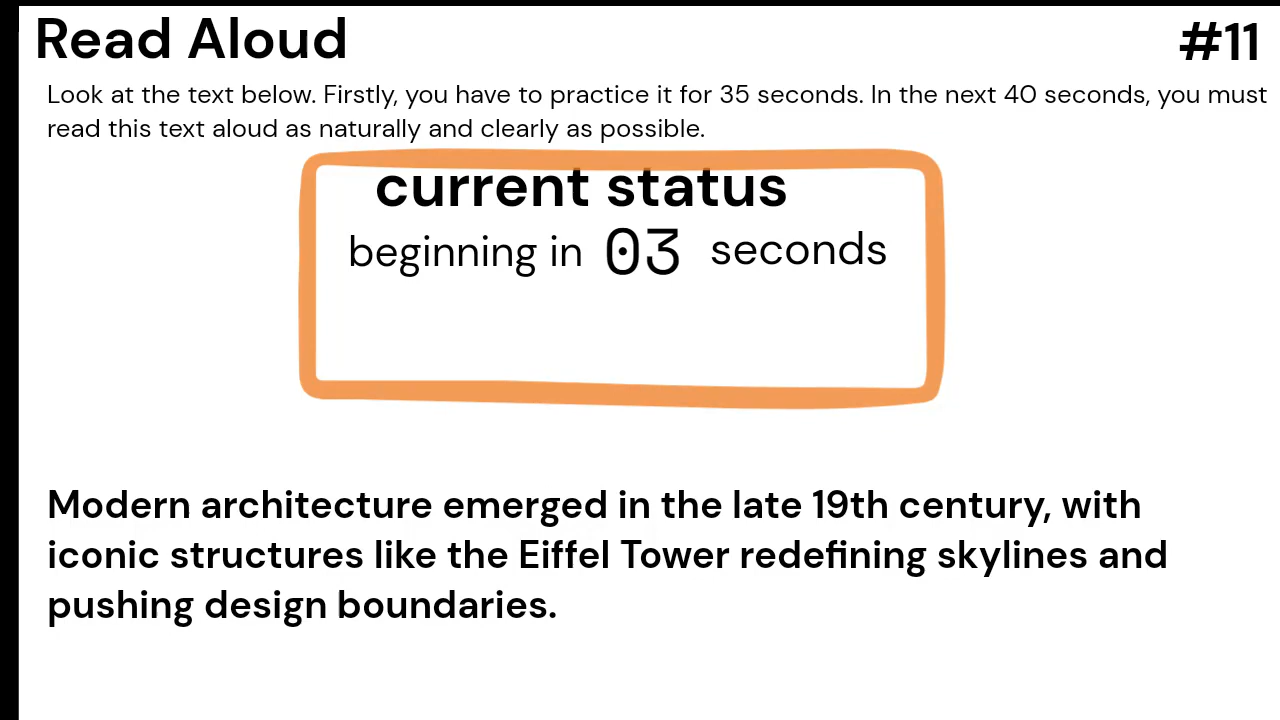 Read Aloud
#11
Look at the text below. Firstly, you have to practice it for 35 seconds. In the next 40 seconds, you must
read this text aloud as naturally and clearly as possible.
current status
beginning in 03 seconds
Modern architecture emerged in the late 19th century, with
iconic structures like the Eiffel Tower redefining skylines and
pushing design boundaries.